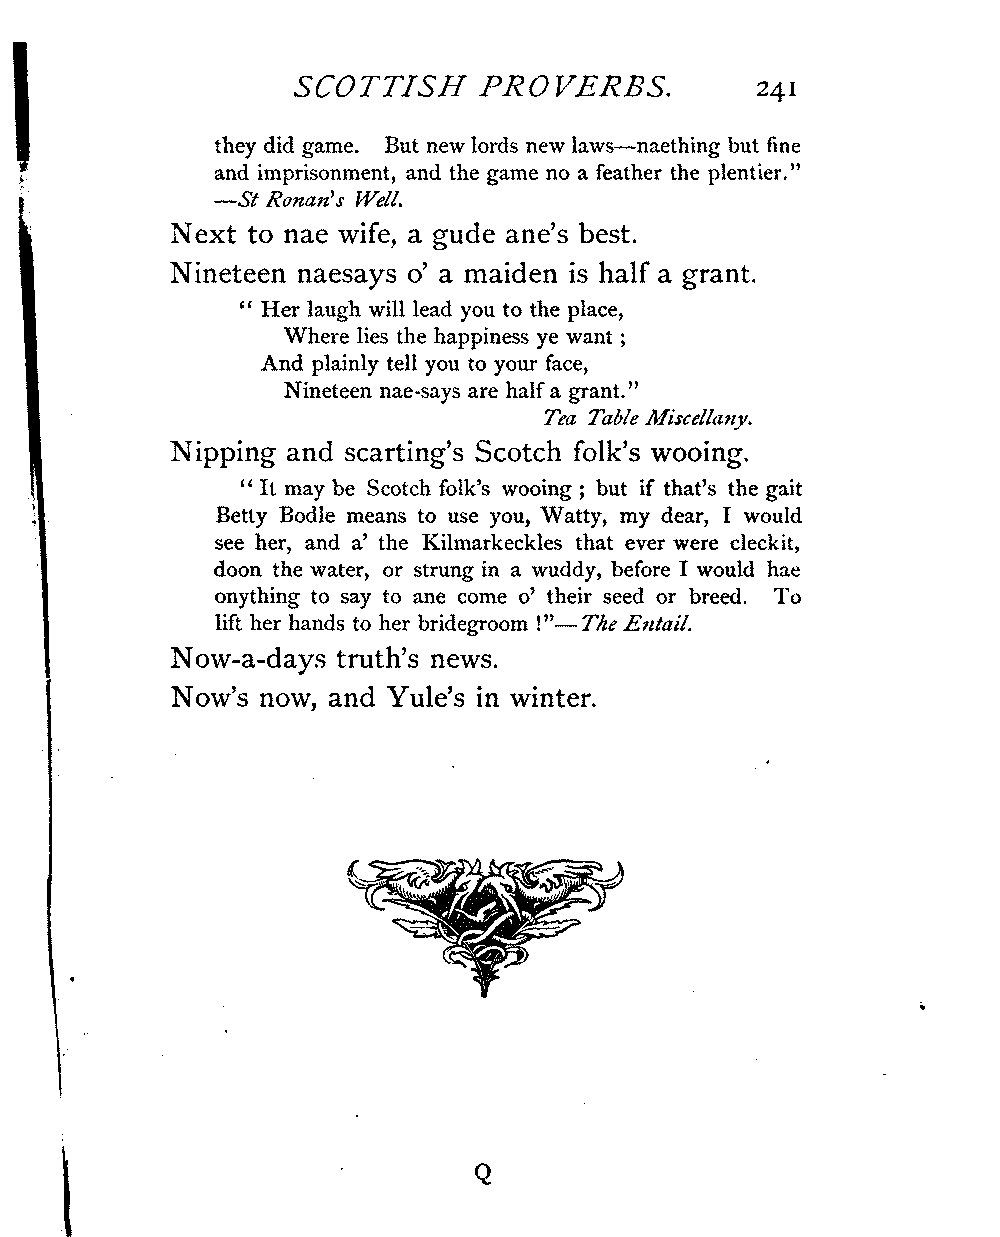 SCOTTISH PROVERBS. 241
they did game. But new lords new laws—naething but fine
and imprisonment, and the game no a feather the plentier."
—St Ronan's Well.
Next to nae wife, a gude ane's best.
Nineteen naesays o' a maiden is half a grant.
" Her laugh will lead you to the place,
Where lies the happiness ye want ;
And plainly tell you to your face,
Nineteen nae-says are half a grant."
Tea Table Miscellany.
Nipping and scarting's Scotch folk's wooing.
" It may be Scotch folk's wooing ; but if that's the gait
Betty Bodle means to use you, Watty, my dear, I would
see her, and a' the Kilmarkeckles that ever were cleckit,
doon the water, or strung in a wuddy, before I would hae
onything to say to ane come o' their seed or breed. To
lift her hands to her bridegroom !"—The Entail.
Now-a-days truth's news.
Now's now, and Yule's in winter.
Q